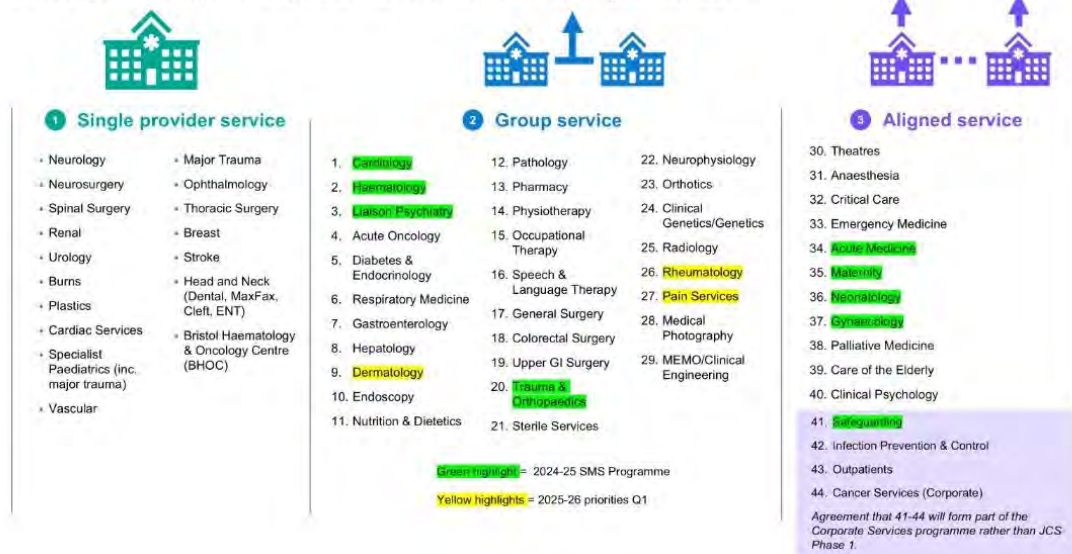 1 Single provider service
Neurology
Neurosurgery
Spinal Surgery
Renal
Urology
Burns
Plastics
Cardiac Services
Specialist
Paediatrics (inc.
major trauma)
Vascular
Major Trauma
Ophthalmology
Thoracic Surgery
Breast
Stroke
Head and Neck
(Dental, MaxFax,
Cleft, ENT)
Bristol Haematology
& Oncology Centre
(BHOC)
2 Group service
1. Cardiology
2. Haematology
3. Liaison Psychiatry
4. Acute Oncology
5. Diabetes &
Endocrinology
6. Respiratory Medicine
7. Gastroenterology
8. Hepatology
9. Dermatology
10. Endoscopy
11. Nutrition & Dietetics
12. Pathology
13. Pharmacy
14. Physiotherapy
15. Occupational
Therapy
16. Speech &
Language Therapy
17. General Surgery
18. Colorectal Surgery
19. Upper GI Surgery
20. Trauma &
Orthopaedics
21. Sterile Services
22. Neurophysiology
23. Orthotics
24. Clinical
Genetics/Genetics
25. Radiology
26. Rheumatology
27. Pain Services
28. Medical
Photography
29. MEMO/Clinical
Engineering
Green highlight = 2024-25 SMS Programme
Yellow highlights = 2025-26 priorities Q1
3 Aligned service
30. Theatres
31. Anaesthesia
32. Critical Care
33. Emergency Medicine
34. Acute Medicine
35. Maternity
36. Neonatology
37. Gynaecology
38. Palliative Medicine
39. Care of the Elderly
40. Clinical Psychology
41. Safeguarding
42. Infection Prevention & Control
43. Outpatients
44. Cancer Services (Corporate)
Agreement that 41-44 will form part of the
Corporate Services programme rather than JCS
Phase 1.